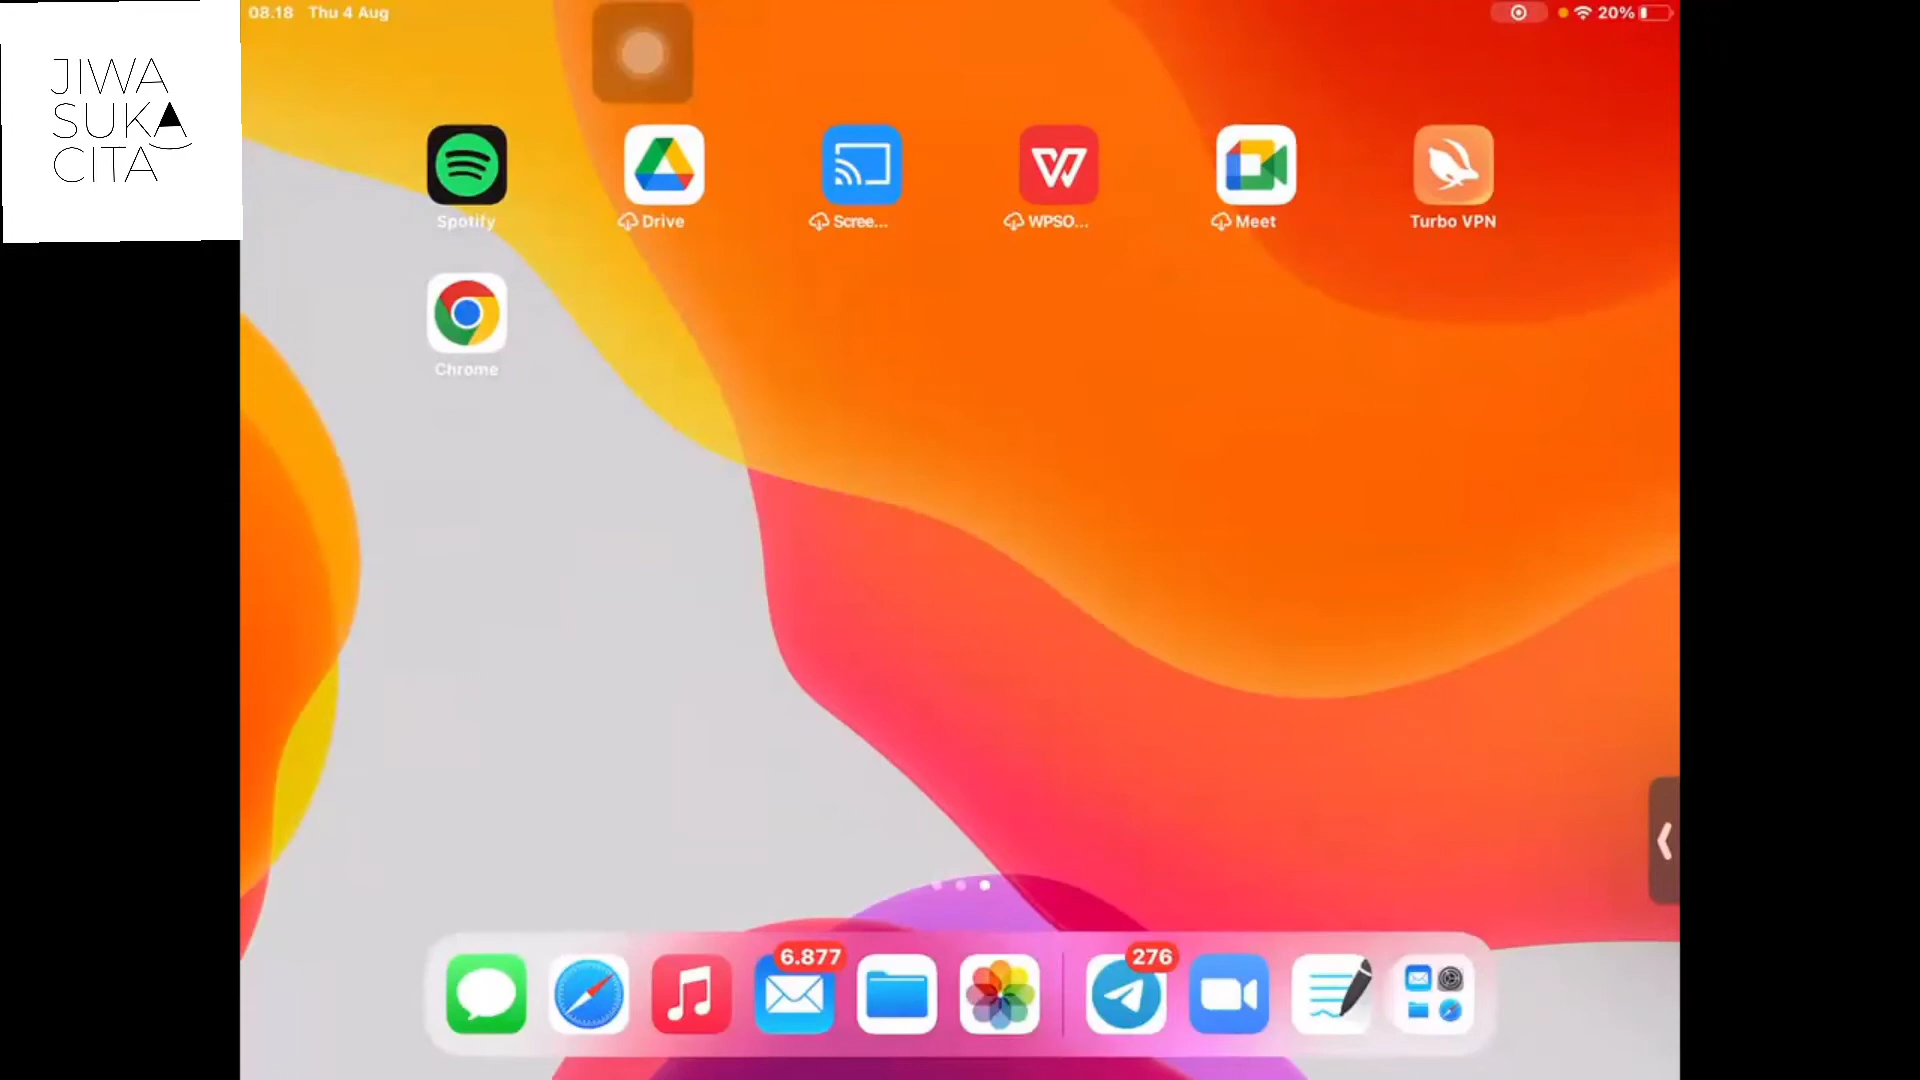 08.18 Thu 4 Aug
20%
JIWA
SUKA
CITA
Spotify
Drive
Scree...
WPSO...
Meet
Turbo VPN
Chrome
6.877
276